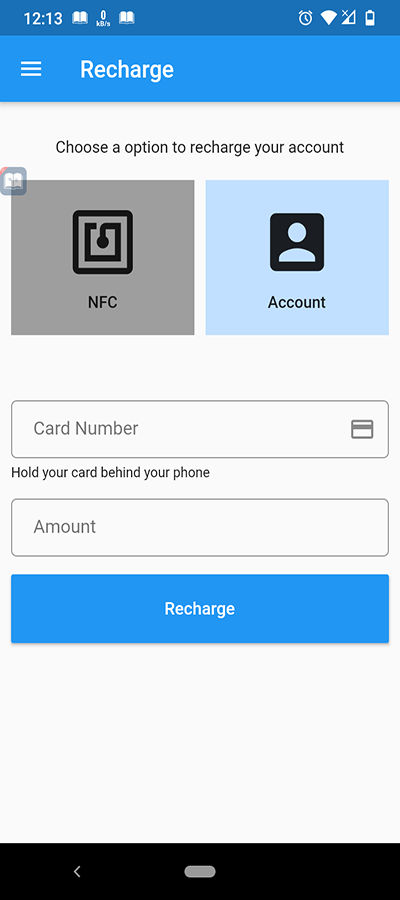 12:13
0
kB/s
Recharge
Choose a option to recharge your account
NFC
Account
Card Number
Hold your card behind your phone
Amount
Recharge